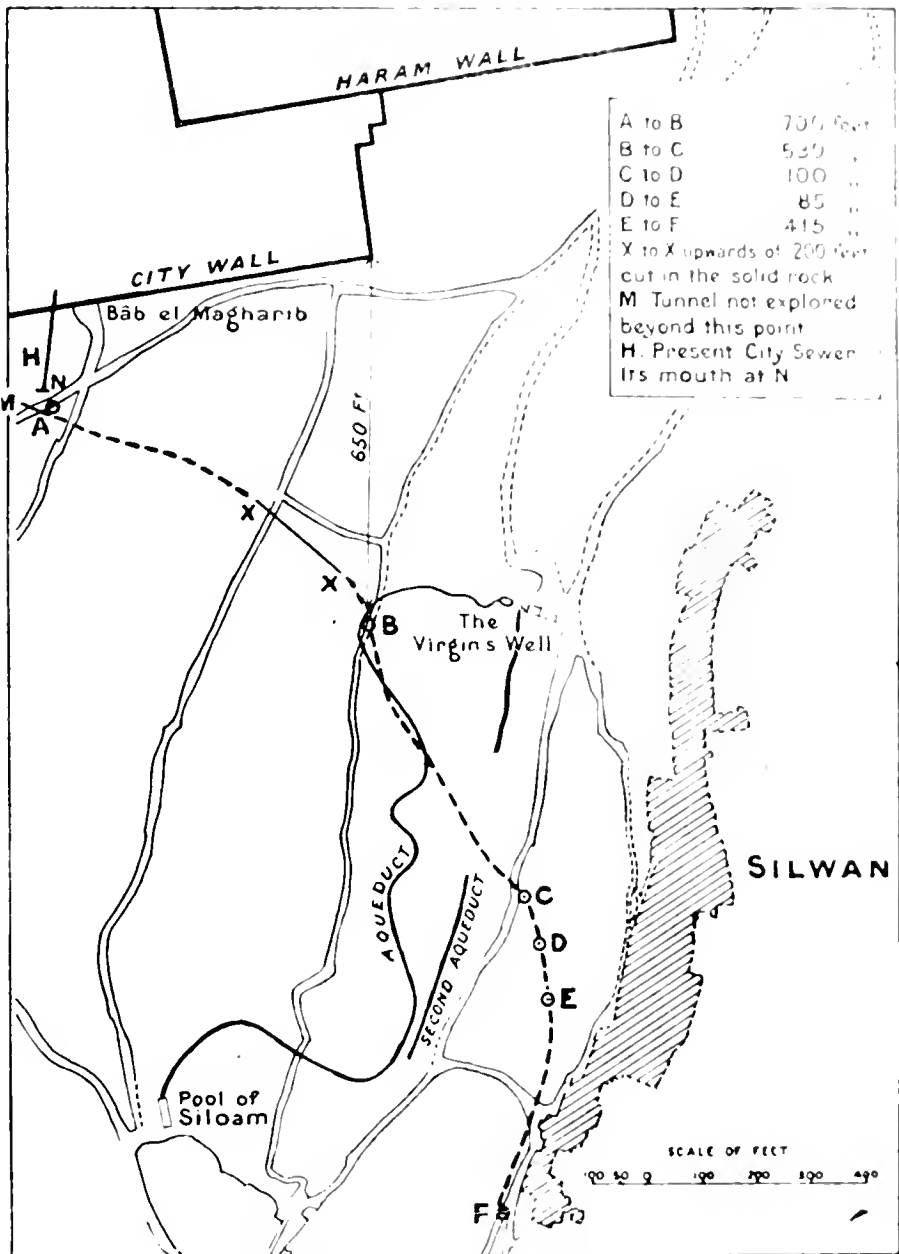 HARAM WALL
A to B 700 feet
B to C 530 „
C to D 100 „
D to E 85 „
E to F 415 „
X to X upwards of 200 feet
cut in the solid rock
M Tunnel not explored
beyond this point
H. Present City Sewer
Its mouth at N
CITY WALL
Bâb el Magharib
H
N
M
A
650 Ft
X
X
B
The
Virgin's Well
SILWAN
AQUEDUCT
SECOND AQUEDUCT
C
D
E
Pool of
Siloam
SCALE OF FEET
100 50 0 100 200 300 400
F